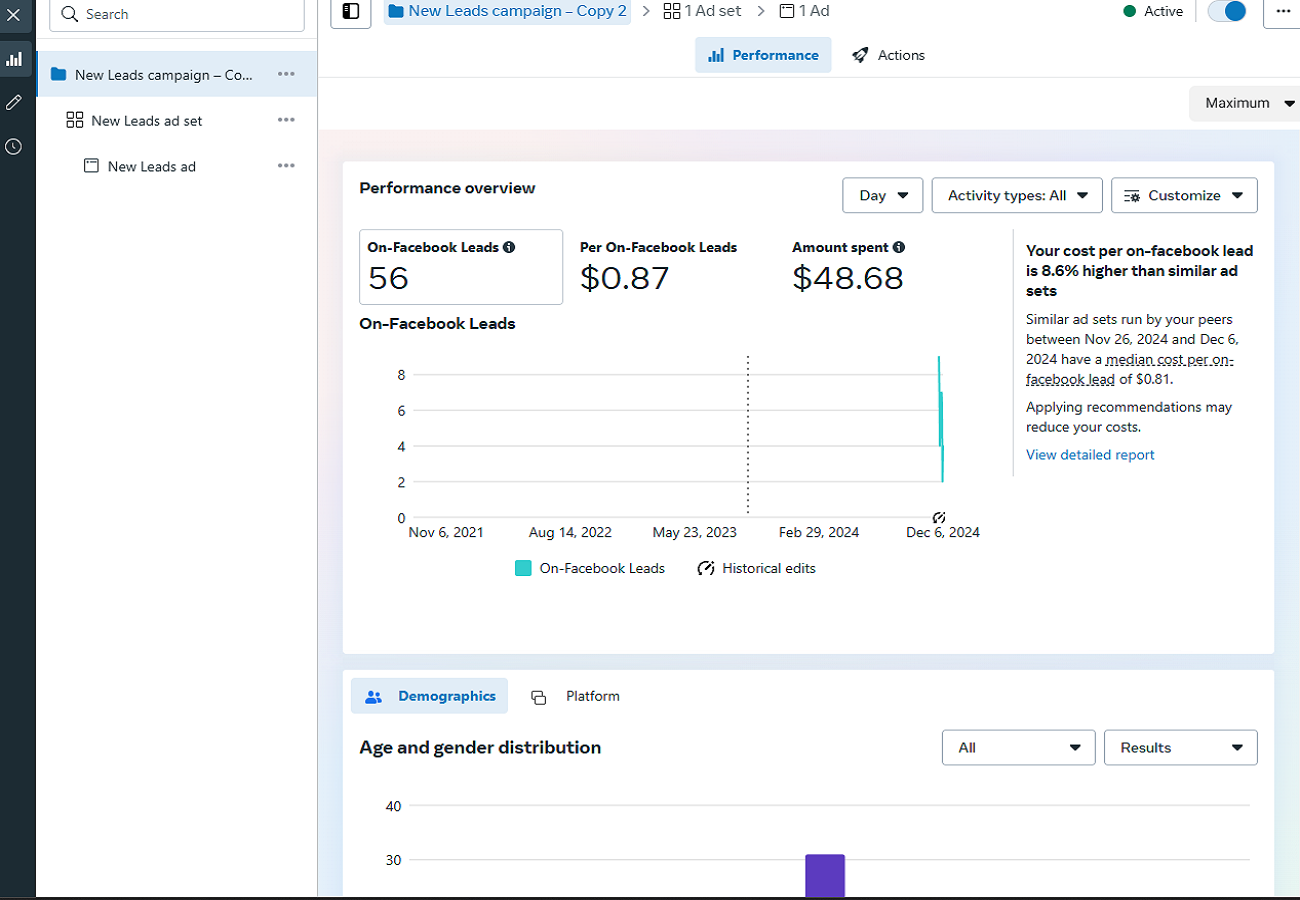 Search
New Leads campaign – Copy 2
1 Ad set
1 Ad
Active
Performance
Actions
New Leads campaign – Co...
New Leads ad set
New Leads ad
Maximum
Performance overview
Day
Activity types: All
Customize
On-Facebook Leads
56
Per On-Facebook Leads
$0.87
Amount spent
$48.68
Your cost per on-facebook lead
is 8.6% higher than similar ad
sets
Similar ad sets run by your peers
between Nov 26, 2024 and Dec 6,
2024 have a median cost per on-
facebook lead of $0.81.
Applying recommendations may
reduce your costs.
View detailed report
On-Facebook Leads
8
6
4
2
0
Nov 6, 2021
Aug 14, 2022
May 23, 2023
Feb 29, 2024
Dec 6, 2024
On-Facebook Leads
Historical edits
Demographics
Platform
Age and gender distribution
All
Results
40
30